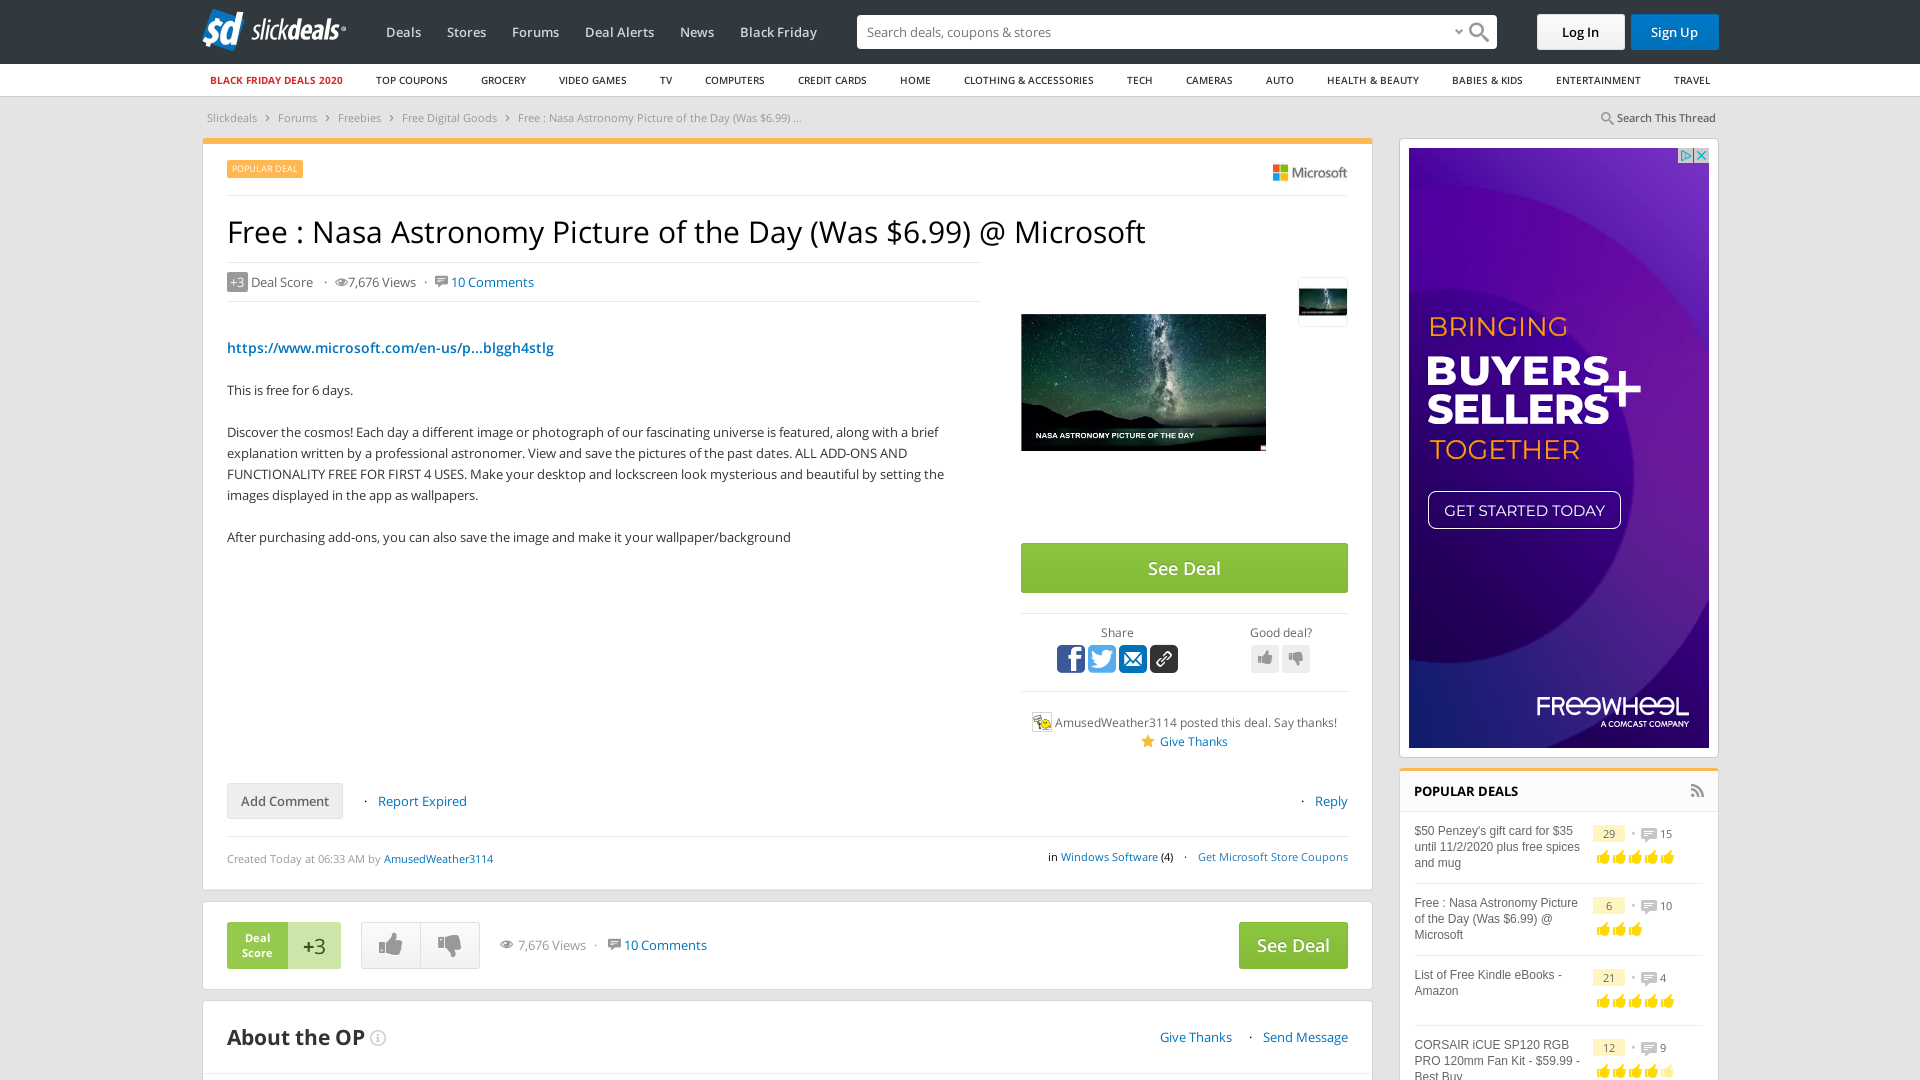 slickdeals
Deals
Stores
Forums
Deal Alerts
News
Black Friday
Search deals, coupons & shopping
Log In
Sign Up
BLACK FRIDAY DEALS 2020
TOP COUPONS
GROCERY
VIDEO GAMES
TV
COMPUTERS
CREDIT CARDS
HOME
CLOTHING & ACCESSORIES
TECH
CAMERAS
AUTO
HEALTH & BEAUTY
BABIES & KIDS
ENTERTAINMENT
TRAVEL
Slickdeals › Forums › Freebies › Free Digital Goods › Free : Nasa Astronomy Picture of the Day (Was $6.99) ...
Search This Thread
POPULAR DEAL
Microsoft
Free : Nasa Astronomy Picture of the Day (Was $6.99) @ Microsoft
+3 Deal Score · 7,676 Views · 10 Comments
https://www.microsoft.com/en-us/p...blggh4stlg
This is free for 6 days.
Discover the cosmos! Each day a different image or photograph of our fascinating universe is featured, along with a brief
explanation written by a professional astronomer. View and save the pictures of the past dates. ALL ADD-ONS AND
FUNCTIONALITY FREE FOR FIRST 4 USES. Make your desktop and lockscreen look mysterious and beautiful by setting the
images displayed in the app as wallpapers.
After purchasing add-ons, you can also save the image and make it your wallpaper/background
NASA ASTRONOMY PICTURE OF THE DAY
See Deal
Share
Good deal?
AmusedWeather3114 posted this deal. Say thanks!
Give Thanks
Add Comment
· Report Expired
· Reply
Created Today at 06:33 AM by AmusedWeather3114
in Windows Software (4) · Get Microsoft Store Coupons
Deal
Score
+3
7,676 Views · 10 Comments
See Deal
About the OP
Give Thanks · Send Message
BRINGING
BUYERS+
SELLERS
TOGETHER
GET STARTED TODAY
FREEWHEEL
A COMCAST COMPANY
POPULAR DEALS
$50 Penzey's gift card for $35
until 11/2/2020 plus free spices
and mug
29 · 15
Free : Nasa Astronomy Picture
of the Day (Was $6.99) @
Microsoft
6 · 10
List of Free Kindle eBooks -
Amazon
21 · 4
CORSAIR iCUE SP120 RGB
PRO 120mm Fan Kit - $59.99 -
Best Buy
12 · 9